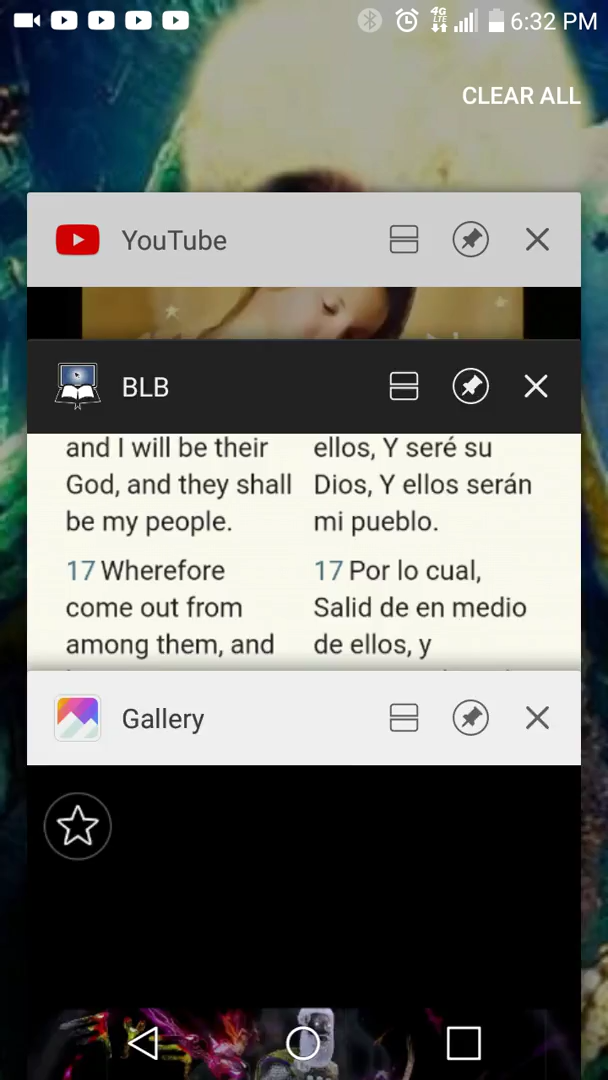 4G
LTE
6:32 PM
CLEAR ALL
YouTube
BLB
and I will be their
God, and they shall
be my people.
17 Wherefore
come out from
among them, and
ellos, Y seré su
Dios, Y ellos serán
mi pueblo.
17 Por lo cual,
Salid de en medio
de ellos, y
Gallery